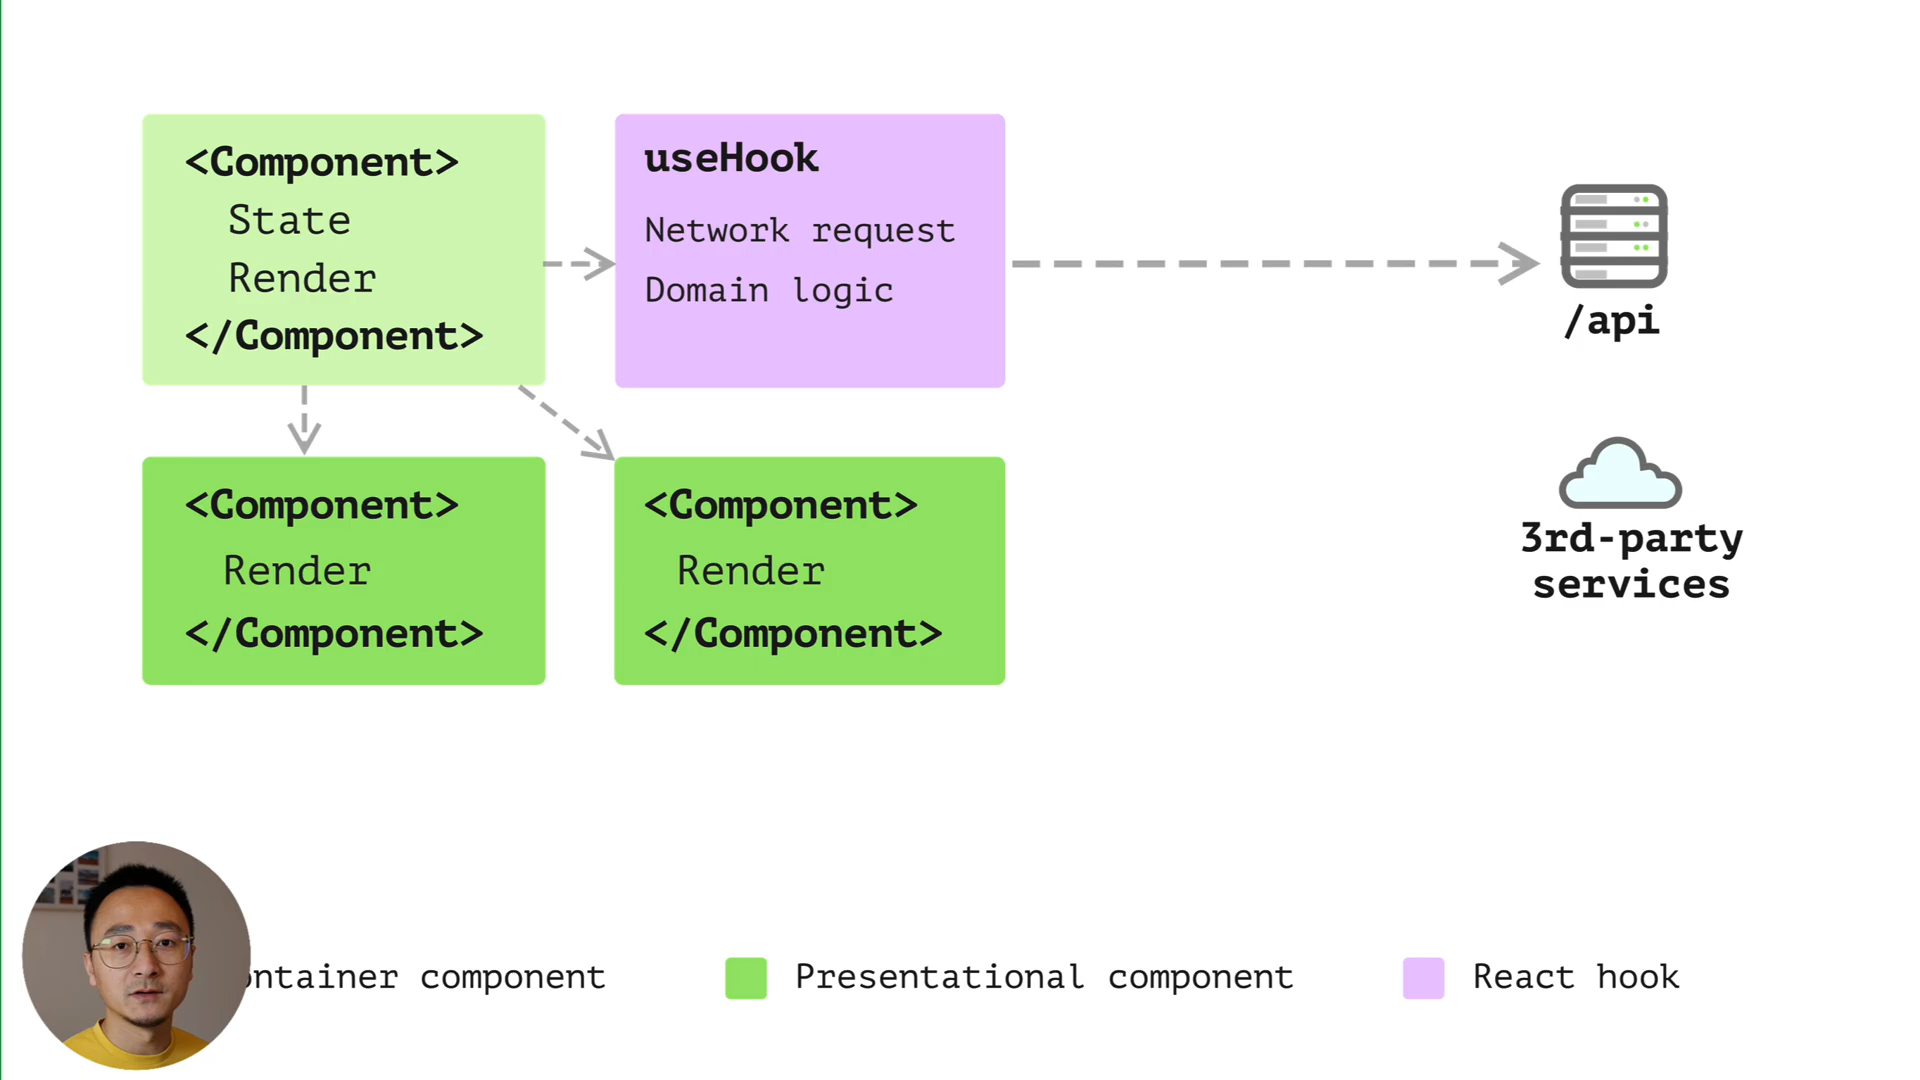 <Component>
State
Render
</Component>
useHook
Network request
Domain logic
/api
<Component>
Render
</Component>
<Component>
Render
</Component>
3rd-party
services
component
Presentational component
React hook